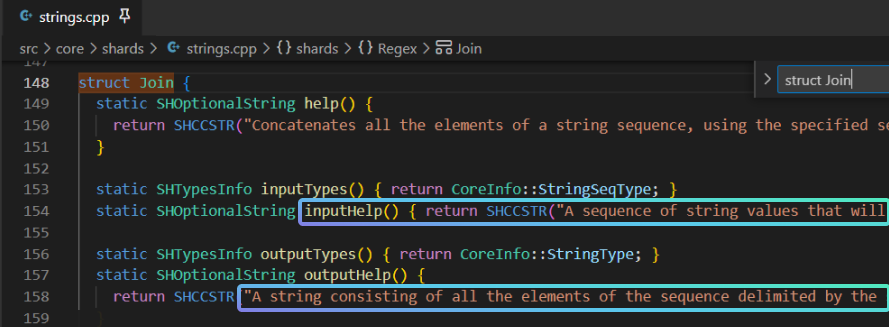 strings.cpp
src > core > shards > strings.cpp > {} shards > {} Regex > Join
147
148 struct Join {
struct Join
149 static SHOptionalString help() {
150 return SHCCSTR("Concatenates all the elements of a string sequence, using the specified se
151 }
152
153 static SHTypesInfo inputTypes() { return CoreInfo::StringSeqType; }
154 static SHOptionalString inputHelp() { return SHCCSTR("A sequence of string values that will
155
156 static SHTypesInfo outputTypes() { return CoreInfo::StringType; }
157 static SHOptionalString outputHelp() {
158 return SHCCSTR("A string consisting of all the elements of the sequence delimited by the
159 }